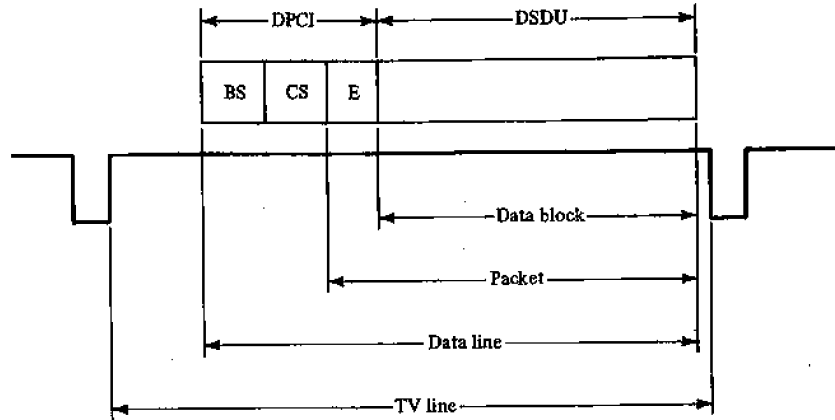 DPCI DSDU
BS CS E
Data block
Packet
Data line
TV line